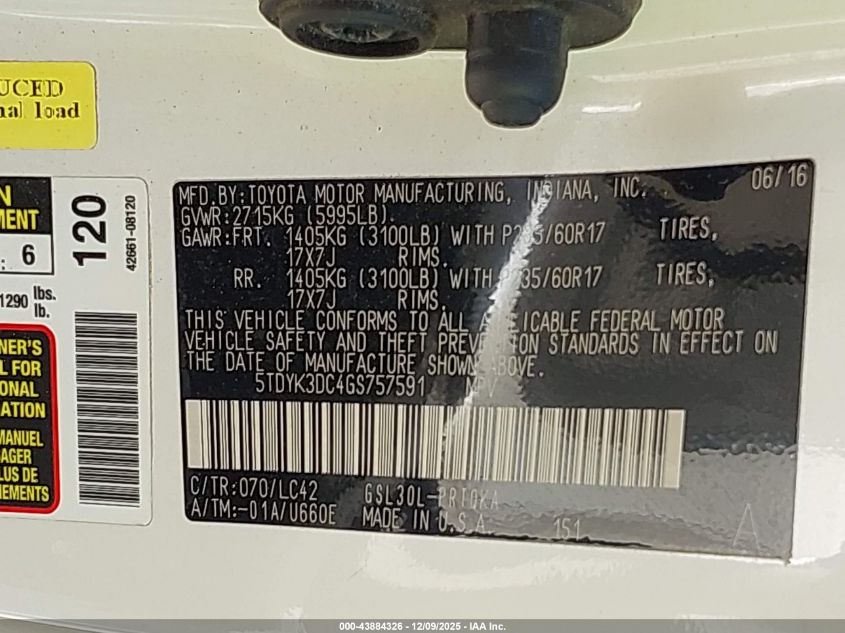 UCED
nal load
N
MENT
: 6
1290 lbs.
lb.
120
42661-08120
NER'S
L FOR
ONAL
ATION
MANUEL
AGER
LUS DE
NEMENTS
06/16
MFD.BY:TOYOTA MOTOR MANUFACTURING, INDIANA, INC.
GVWR:2715KG (5995LB).
GAWR:FRT. 1405KG (3100LB) WITH P235/60R17 TIRES,
17X7J RIMS.
RR. 1405KG (3100LB) WITH P235/60R17 TIRES,
17X7J RIMS.
THIS VEHICLE CONFORMS TO ALL APPLICABLE FEDERAL MOTOR
VEHICLE SAFETY AND THEFT PREVENTION STANDARDS IN EFFECT ON
THE DATE OF MANUFACTURE SHOWN ABOVE.
5TDYK3DC4GS757591 MPV
C/TR:070/LC42 GSL30L-PRTQKA
A/TM:-01A/U660E MADE IN U.S.A. 151
A
000-43884326 - 12/09/2025 - IAA Inc.